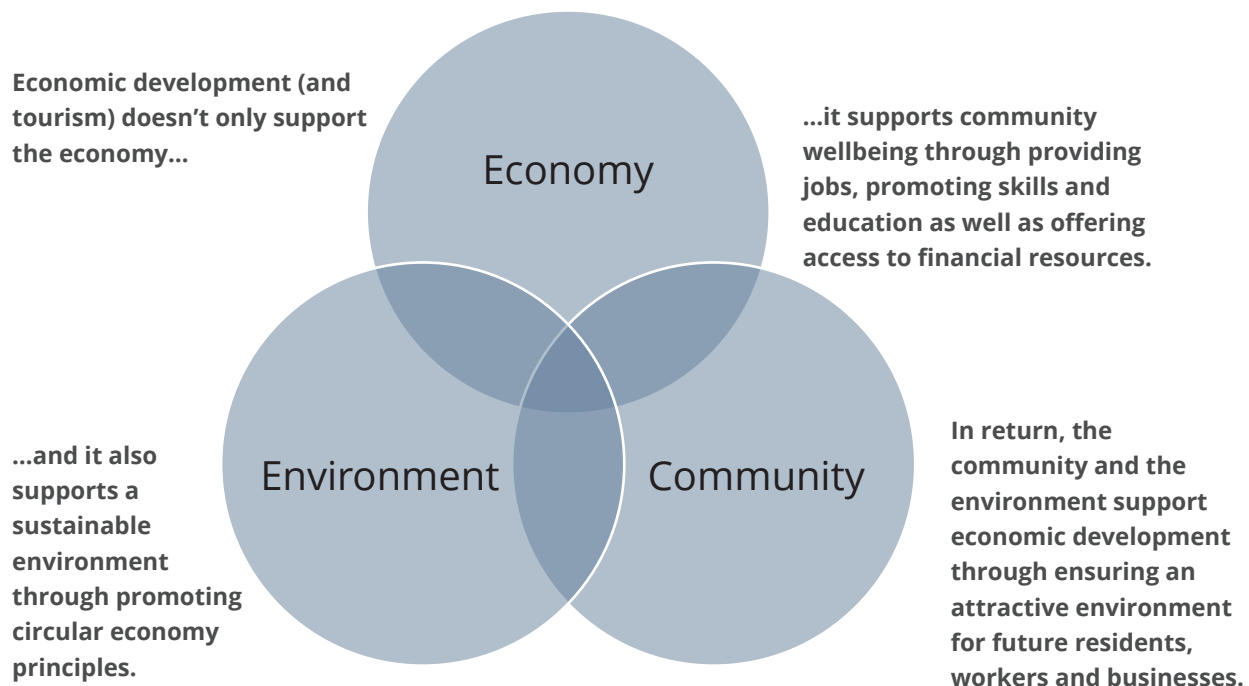 Economic development (and
tourism) doesn't only support
the economy...
Economy
...it supports community
wellbeing through providing
jobs, promoting skills and
education as well as offering
access to financial resources.
...and it also
supports a
sustainable
environment
through promoting
circular economy
principles.
Environment
Community
In return, the
community and the
environment support
economic development
through ensuring an
attractive environment
for future residents,
workers and businesses.